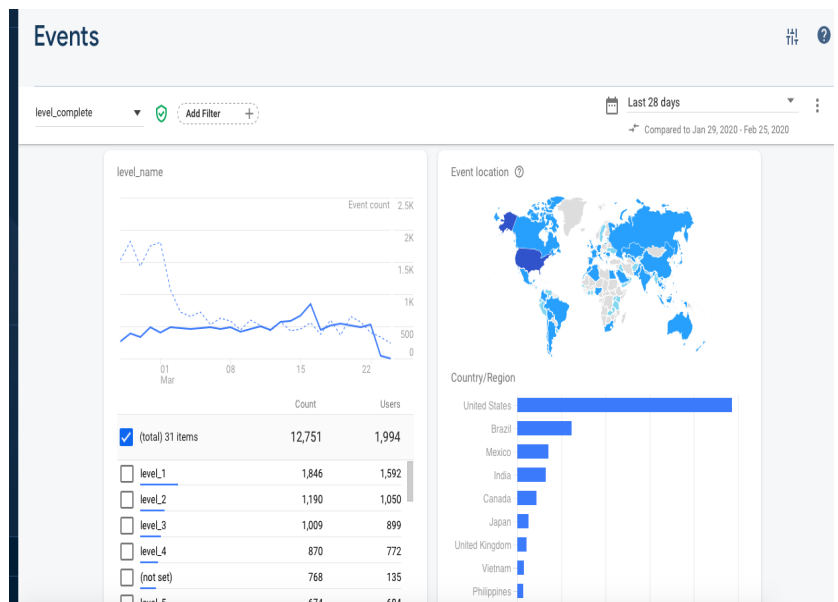 Events
level_complete
Add Filter
Last 28 days
Compared to Jan 29, 2020 - Feb 25, 2020
level_name
Event count 2.5K
2K
1.5K
1K
500
0
01 08 15 22
Mar
Count Users
(total) 31 items 12,751 1,994
level_1 1,846 1,592
level_2 1,190 1,050
level_3 1,009 899
level_4 870 772
(not set) 768 135
level_5 674 604
Event location
Country/Region
United States
Brazil
Mexico
India
Canada
Japan
United Kingdom
Vietnam
Philippines